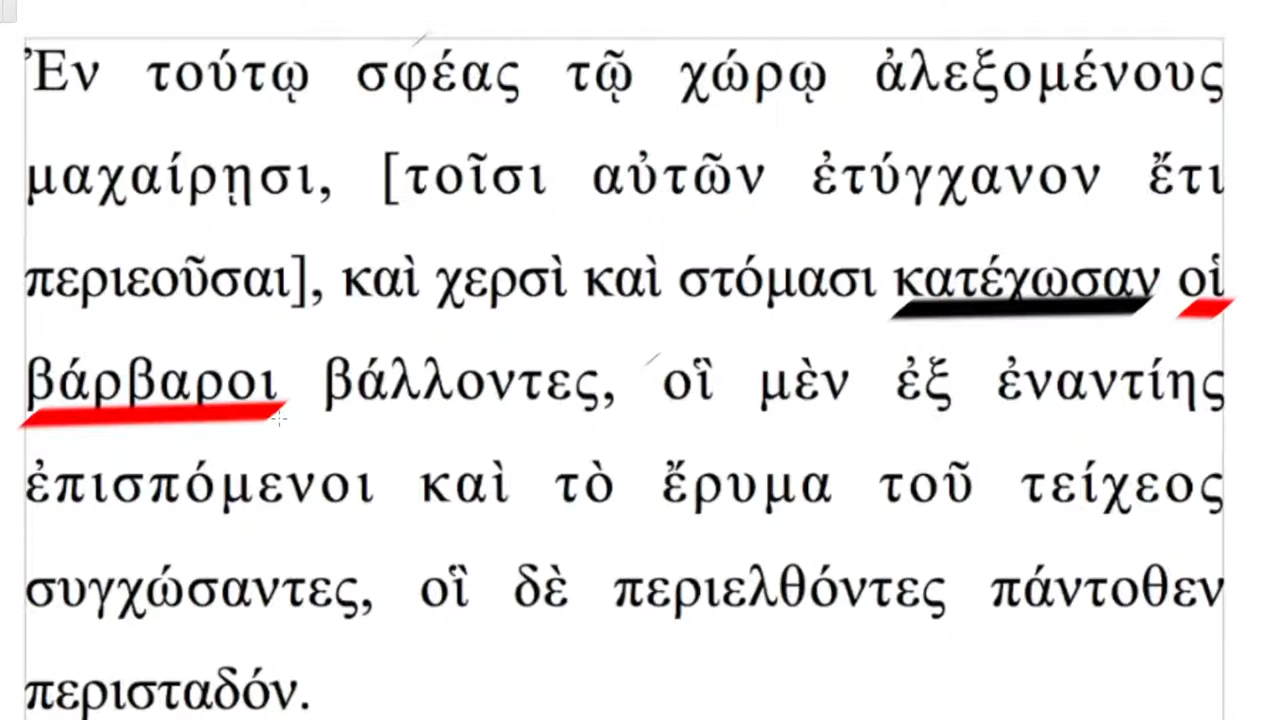 Ἐν τούτῳ σφέας τῷ χώρῳ ἀλεξομένους
μαχαίρῃσι, [τοῖσι αὐτῶν ἐτύγχανον ἔτι
περιεοῦσαι], καὶ χερσὶ καὶ στόμασι κατέχωσαν οἱ
βάρβαροι βάλλοντες, οἳ μὲν ἐξ ἐναντίης
ἐπισπόμενοι καὶ τὸ ἔρυμα τοῦ τείχεος
συγχώσαντες, οἳ δὲ περιελθόντες πάντοθεν
περισταδόν.